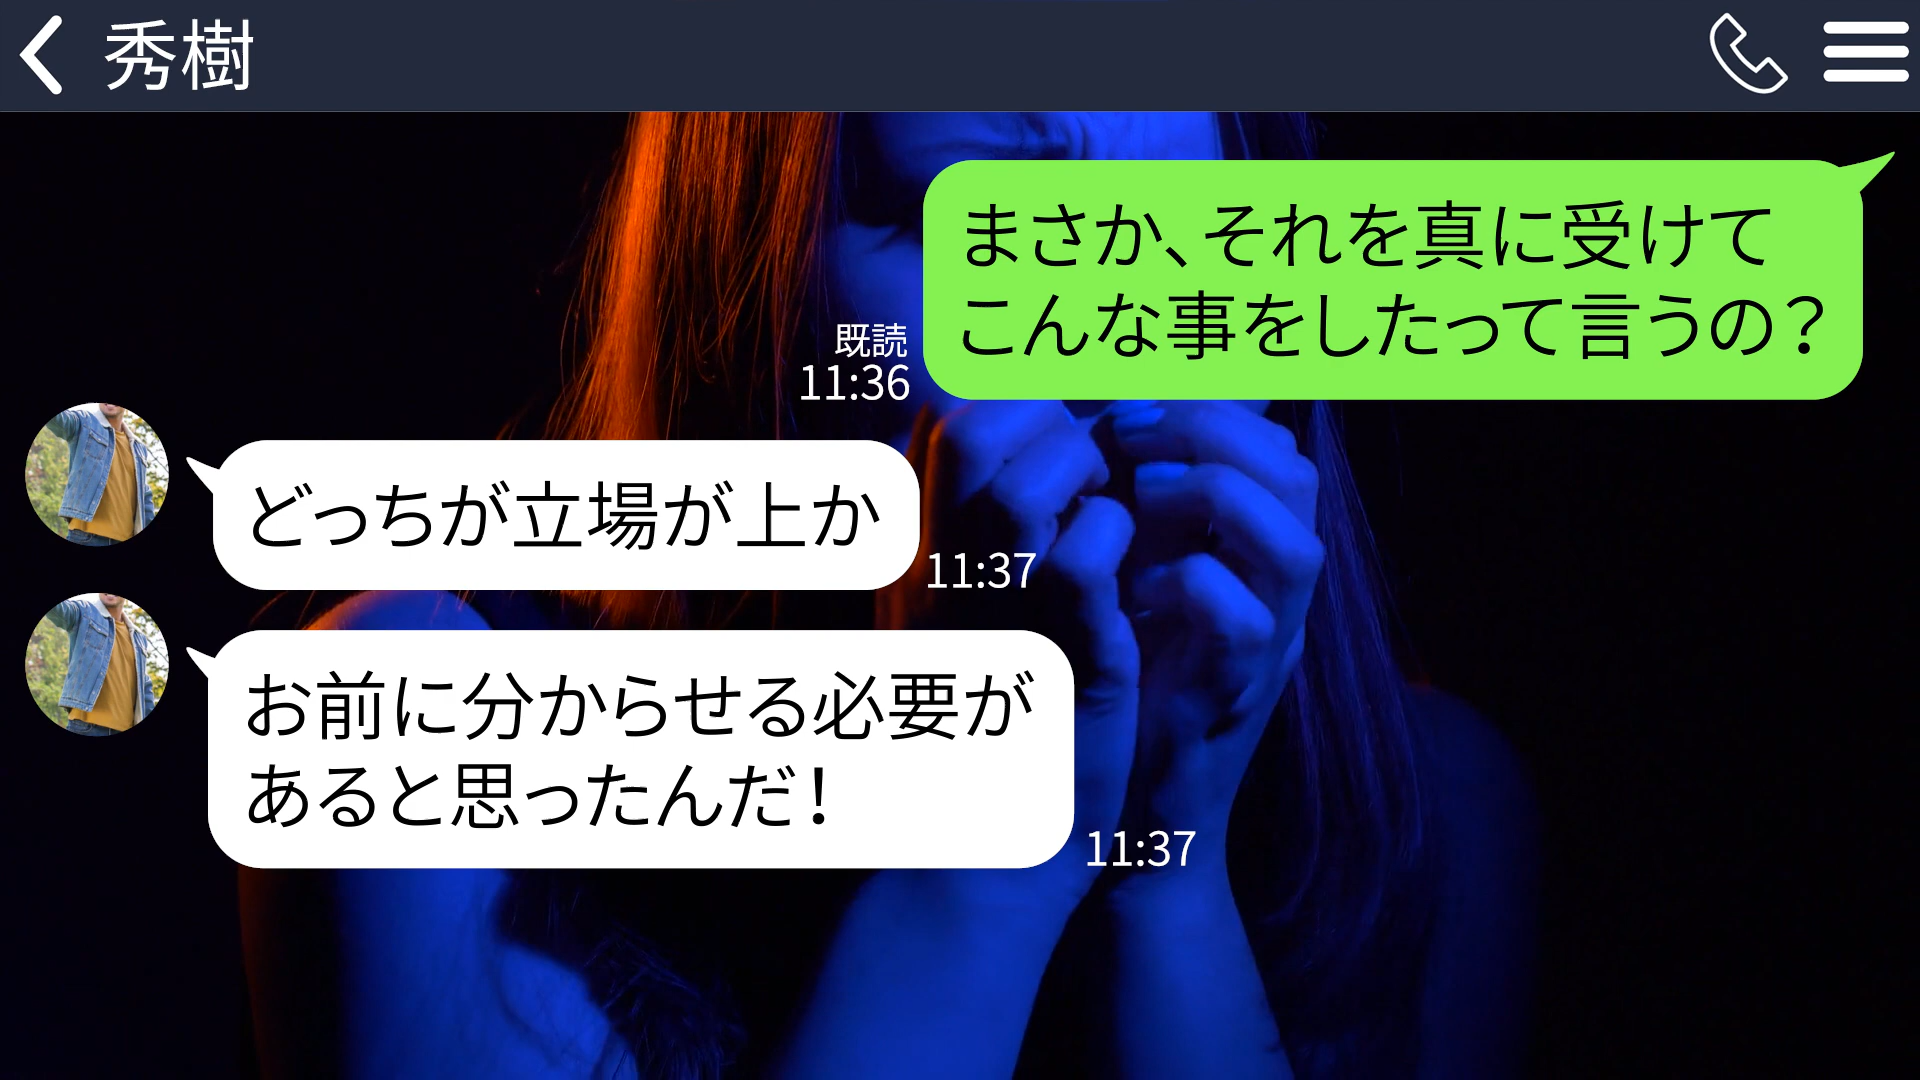 秀樹
まさか、それを真に受けて
こんな事をしたって言うの？
既読
11:36
どっちが立場が上か
11:37
お前に分からせる必要が
あると思ったんだ！
11:37